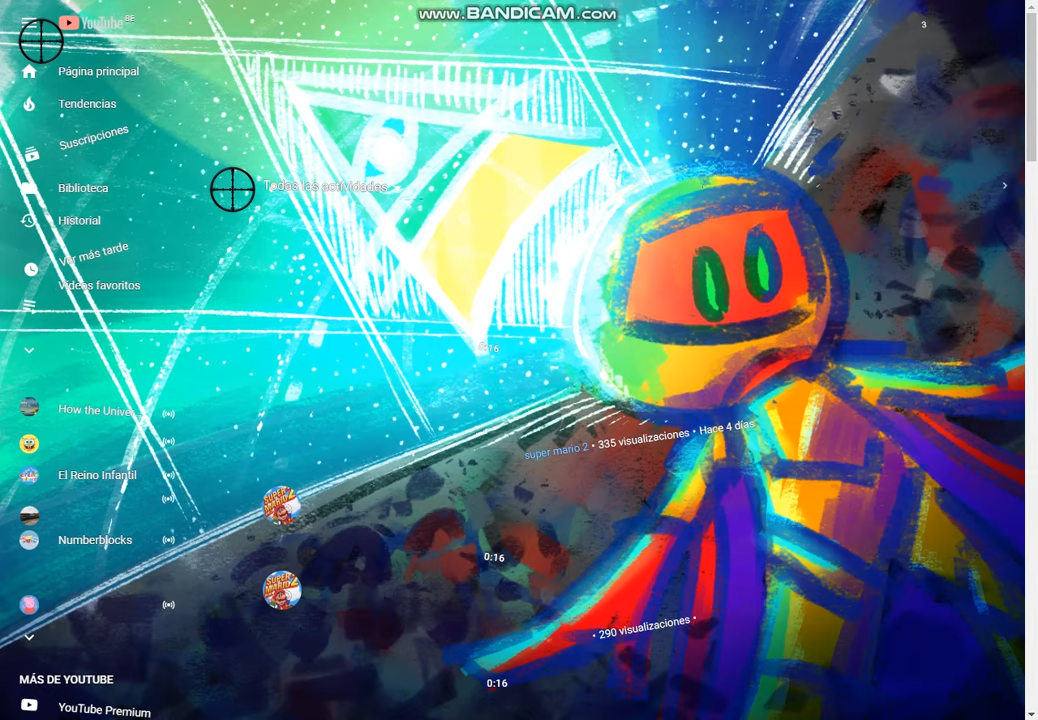 www.BANDICAM.com
YouTube BE
3
Página principal
Tendencias
Suscripciones
Biblioteca
Todas las actividades
Historial
Ver más tarde
Vídeos favoritos
:16
How the Univer
super mario 2 • 335 visualizaciones • Hace 4 días
El Reino Infantil
Numberblocks
0:16
• 290 visualizaciones •
MÁS DE YOUTUBE
0:16
YouTube Premium